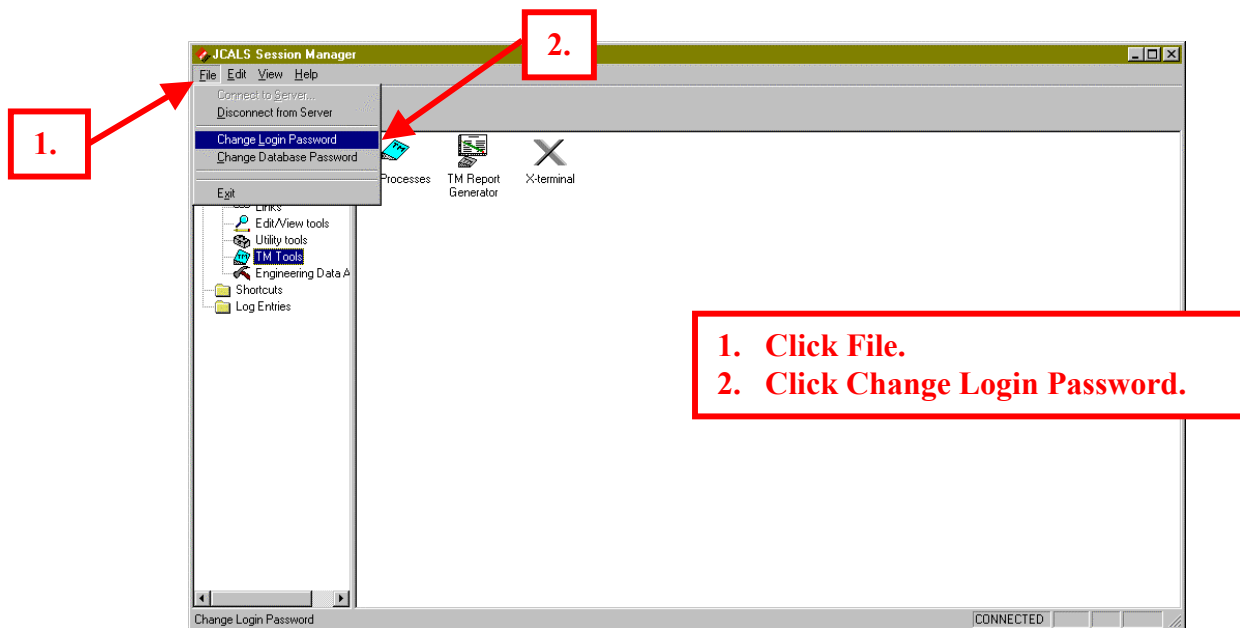 2.
JCALS Session Manager
File Edit View Help
Connect to Server...
Disconnect from Server
1.
Change Login Password
Change Database Password
Exit
Processes
TM Report
Generator
X-terminal
Links
Edit/View tools
Utility tools
TM Tools
Engineering Data A
Shortcuts
Log Entries
1. Click File.
2. Click Change Login Password.
Change Login Password
CONNECTED